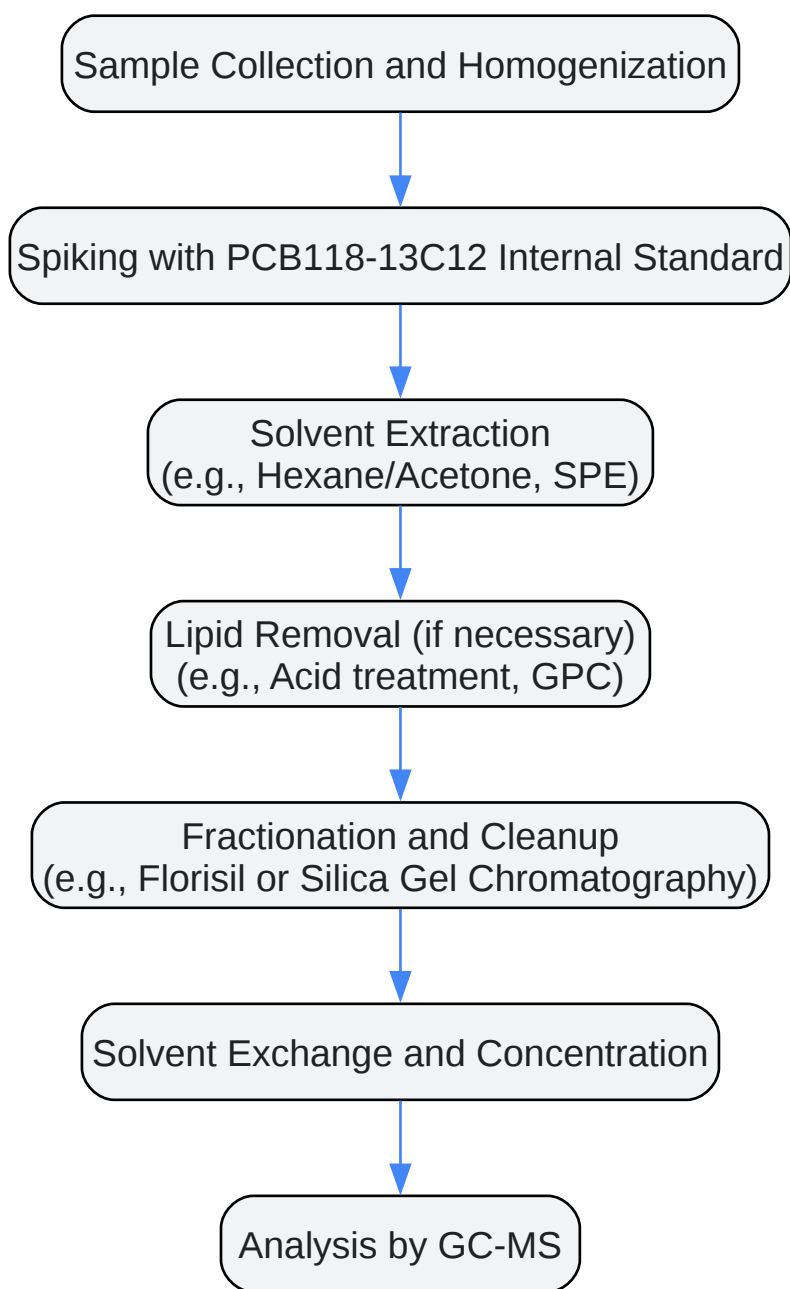 Sample Collection and Homogenization
Spiking with PCB118-13C12 Internal Standard
Solvent Extraction
(e.g., Hexane/Acetone, SPE)
Lipid Removal (if necessary)
(e.g., Acid treatment, GPC)
Fractionation and Cleanup
(e.g., Florisil or Silica Gel Chromatography)
Solvent Exchange and Concentration
Analysis by GC-MS